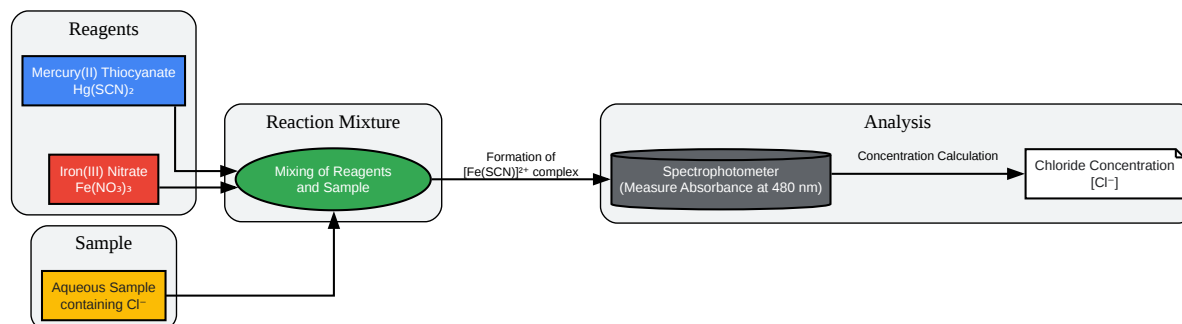 Reagents
Mercury(II) Thiocyanate
Hg(SCN)₂
Iron(III) Nitrate
Fe(NO₃)₃
Sample
Aqueous Sample
containing Cl⁻
Reaction Mixture
Mixing of Reagents
and Sample
Formation of
[Fe(SCN)]²⁺ complex
Analysis
Spectrophotometer
(Measure Absorbance at 480 nm)
Concentration Calculation
Chloride Concentration
[Cl⁻]